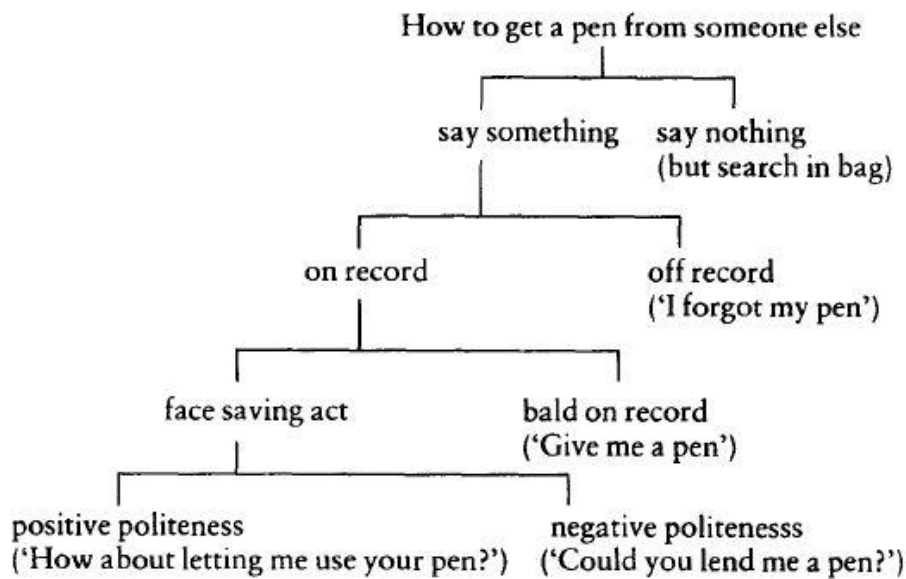 How to get a pen from someone else
say something
say nothing
(but search in bag)
on record
off record
(‘I forgot my pen’)
face saving act
bald on record
(‘Give me a pen’)
positive politeness
(‘How about letting me use your pen?’)
negative politenesss
(‘Could you lend me a pen?’)